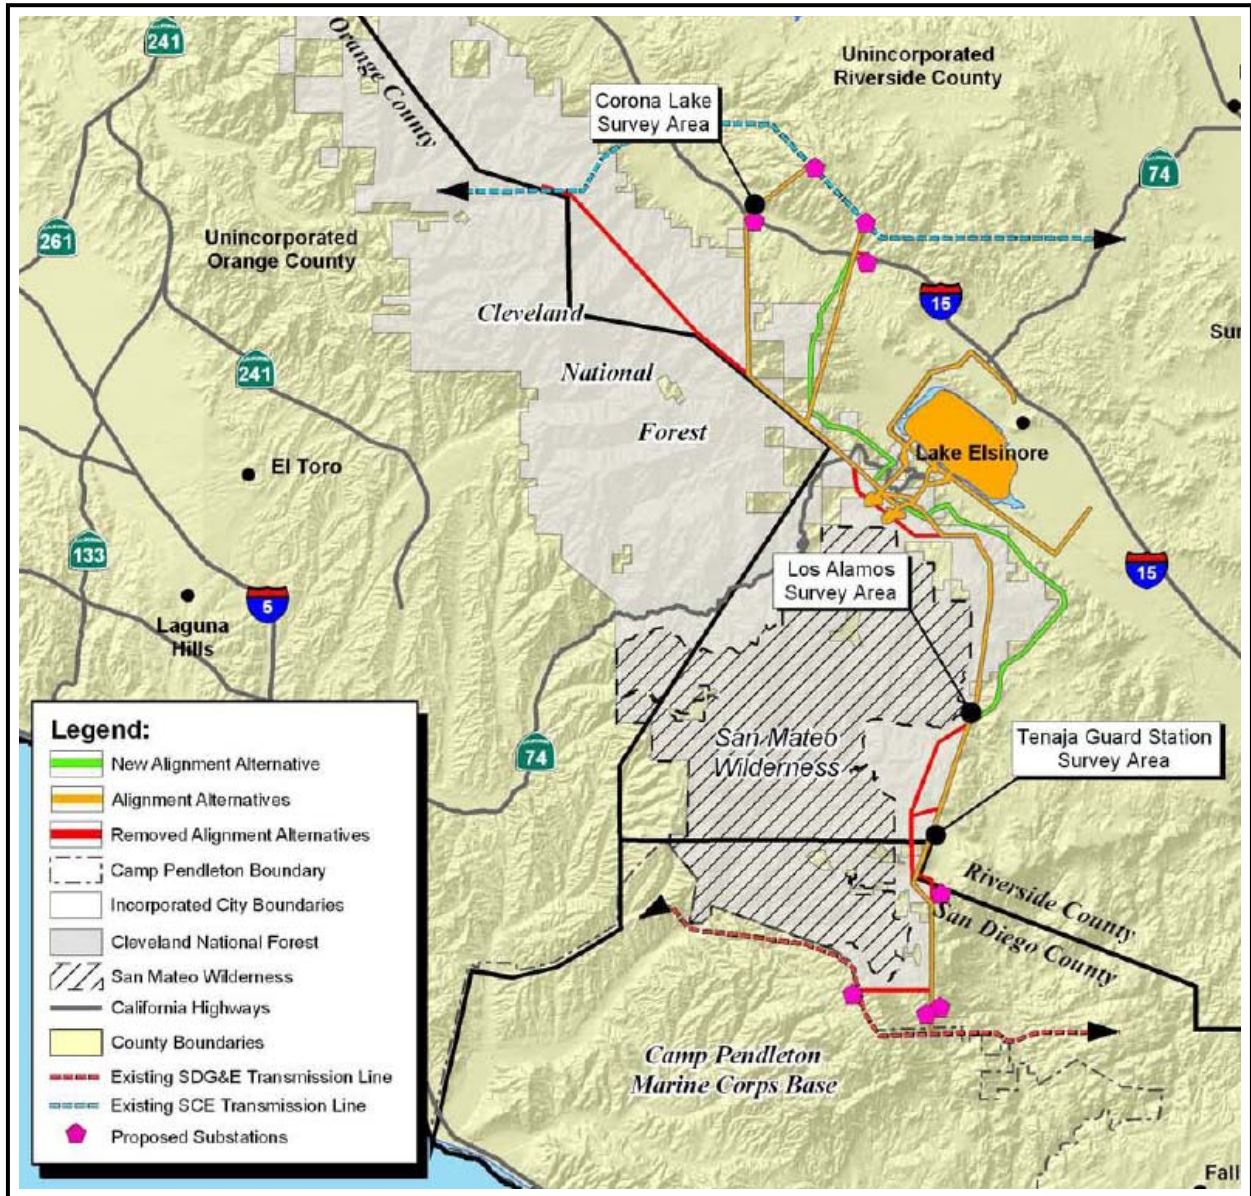 241
Orange County
Unincorporated
Riverside County
Corona Lake
Survey Area
74
261
Unincorporated
Orange County
15
Cleveland
Sur
241
National
Forest
Lake Elsinore
El Toro
133
Los Alamos
Survey Area
15
5
Laguna
Hills
San Mateo
Wilderness
Tenaja Guard Station
Survey Area
74
Riverside County
San Diego County
Camp Pendleton
Marine Corps Base
Fall
Legend:
New Alignment Alternative
Alignment Alternatives
Removed Alignment Alternatives
Camp Pendleton Boundary
Incorporated City Boundaries
Cleveland National Forest
San Mateo Wilderness
California Highways
County Boundaries
Existing SDG&E Transmission Line
Existing SCE Transmission Line
Proposed Substations